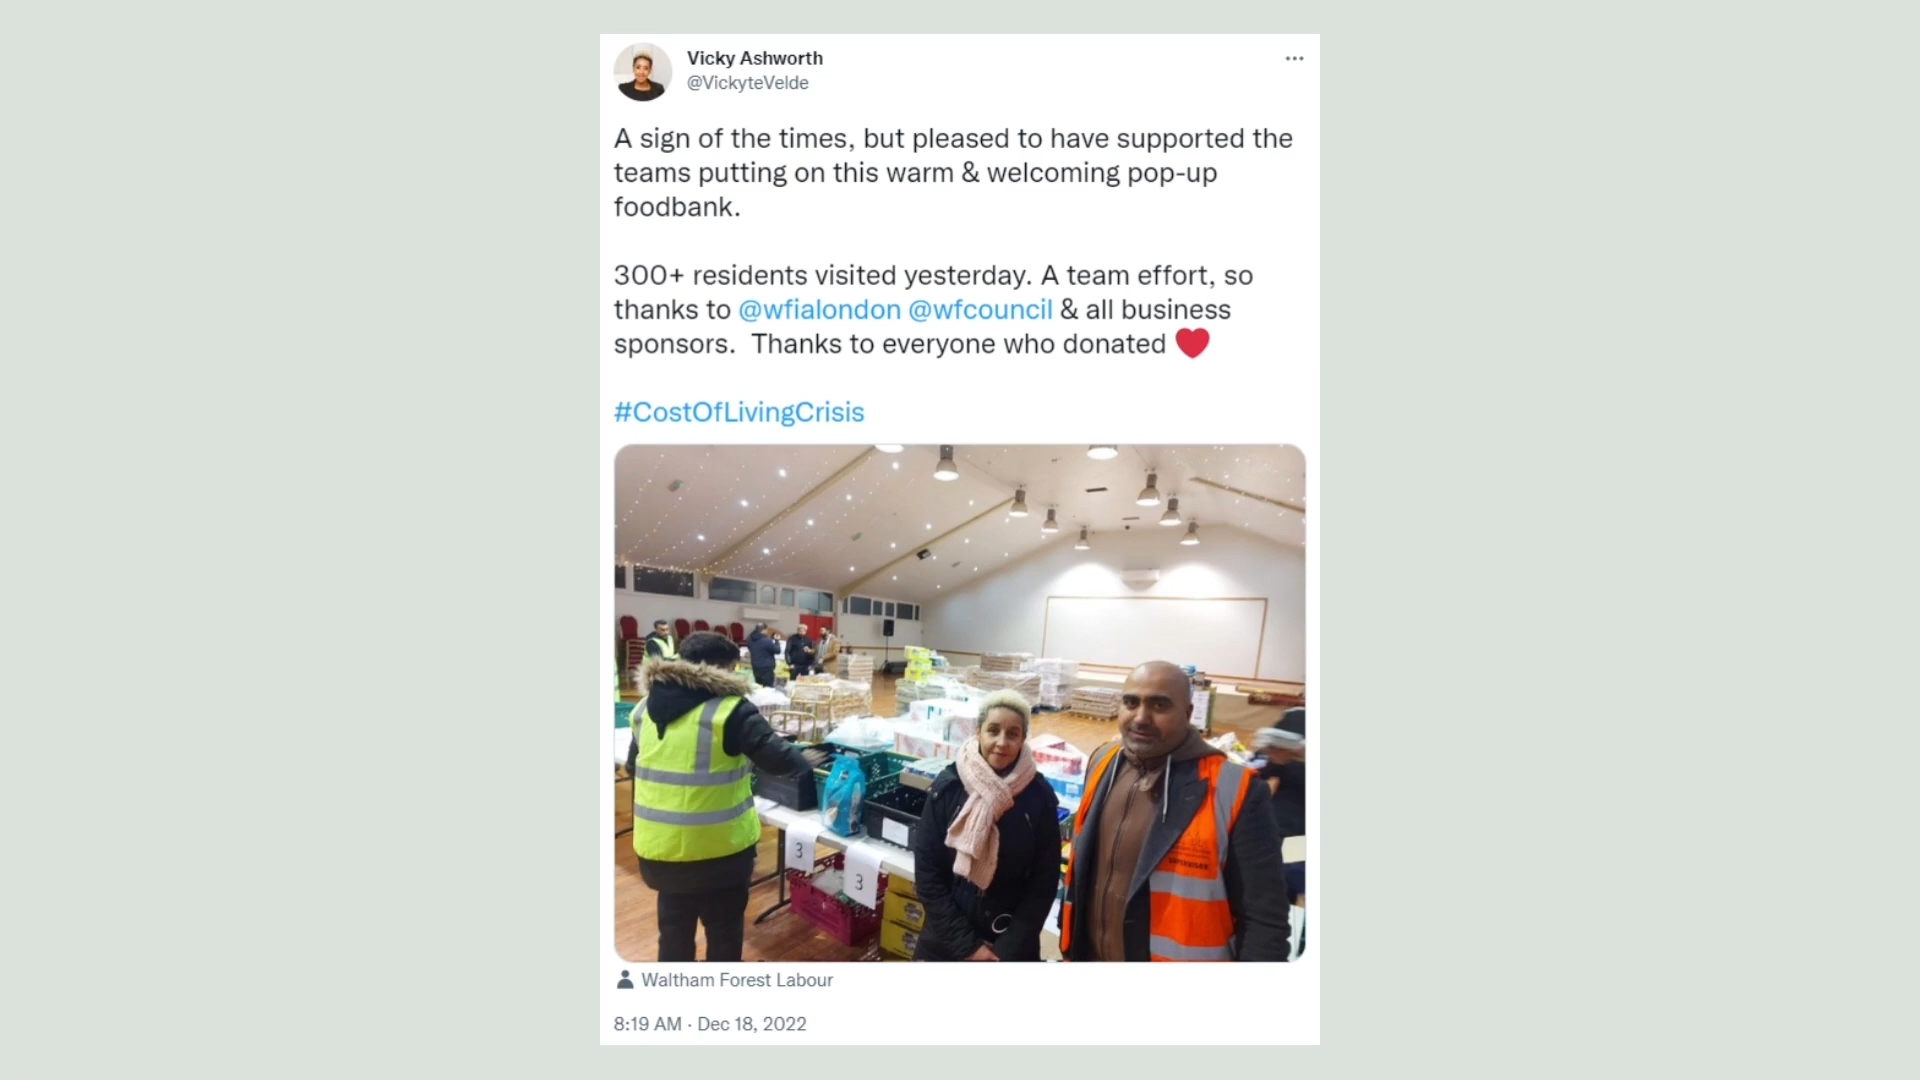 Vicky Ashworth
@VickyteVelde
A sign of the times, but pleased to have supported the
teams putting on this warm & welcoming pop-up
foodbank.
300+ residents visited yesterday. A team effort, so
thanks to @wfialondon @wfcouncil & all business
sponsors.  Thanks to everyone who donated ❤️
#CostOfLivingCrisis
3
3
SUPERVISOR
Waltham Forest Labour
8:19 AM · Dec 18, 2022